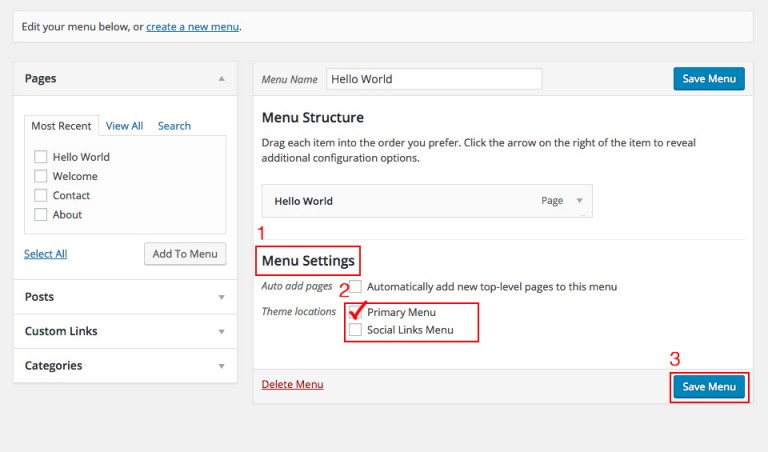 Edit your menu below, or create a new menu.
Pages
Most Recent View All Search
Hello World
Welcome
Contact
About
Select All Add To Menu
Posts
Custom Links
Categories
Menu Name Hello World Save Menu
Menu Structure
Drag each item into the order you prefer. Click the arrow on the right of the item to reveal
additional configuration options.
Hello World Page
1
Menu Settings
Auto add pages Automatically add new top-level pages to this menu
2
Theme locations Primary Menu
Social Links Menu
3
Delete Menu Save Menu